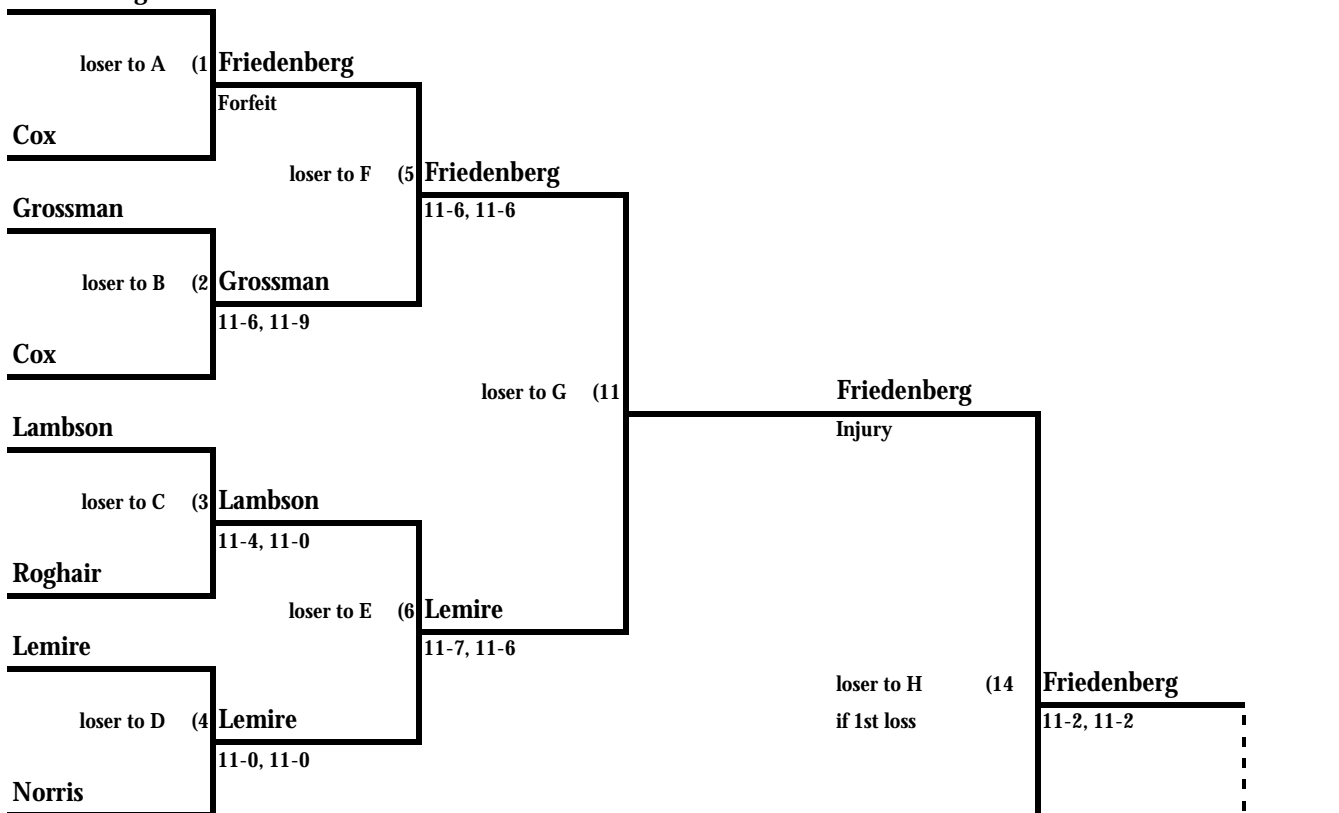 loser to A (1 Friedenberg
Forfeit
Cox
loser to F (5 Friedenberg
Grossman
11-6, 11-6
loser to B (2 Grossman
11-6, 11-9
Cox
loser to G (11 Friedenberg
Lambson
Injury
loser to C (3 Lambson
11-4, 11-0
Roghair
loser to E (6 Lemire
Lemire
11-7, 11-6
loser to H (14 Friedenberg
loser to D (4 Lemire
if 1st loss 11-2, 11-2
11-0, 11-0
Norris